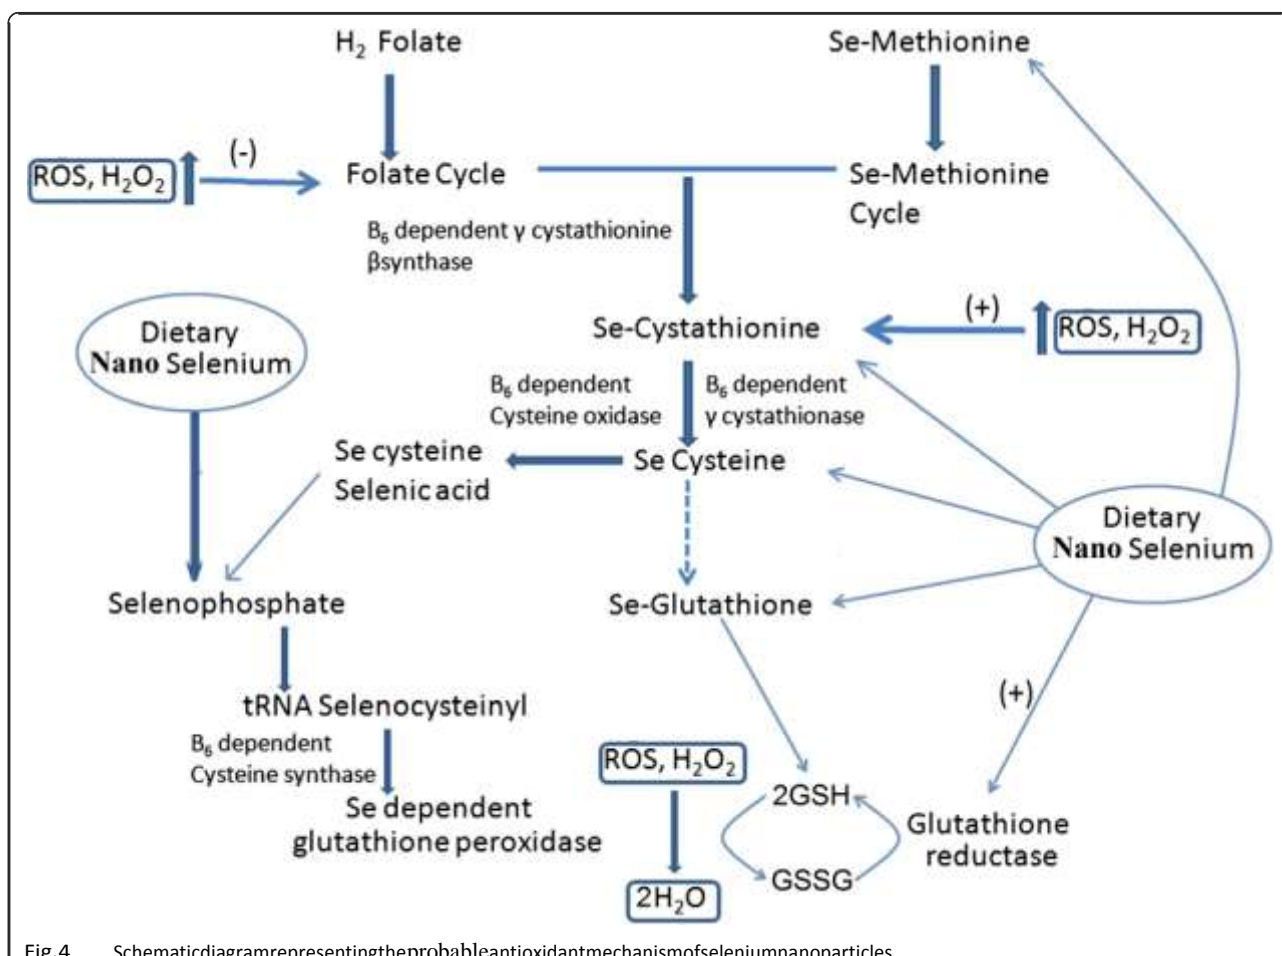 H₂ Folate
Se-Methionine
(-)
ROS, H₂O₂
Folate Cycle
Se-Methionine
Cycle
B₆ dependent γ cystathionine
βsynthase
Dietary
Nano Selenium
Se-Cystathionine
(+)
ROS, H₂O₂
B₆ dependent
Cysteine oxidase
B₆ dependent
γ cystathionase
Se cysteine
Selenic acid
Se Cysteine
Dietary
Nano Selenium
Selenophosphate
Se-Glutathione
(+)
tRNA Selenocysteinyl
B₆ dependent
Cysteine synthase
Se dependent
glutathione peroxidase
ROS, H₂O₂
2H₂O
2GSH
GSSG
Glutathione
reductase
Fig.4 Schematicdiagramrepresentingtheprobableantioxidantmechanismofseleniumnanoparticles